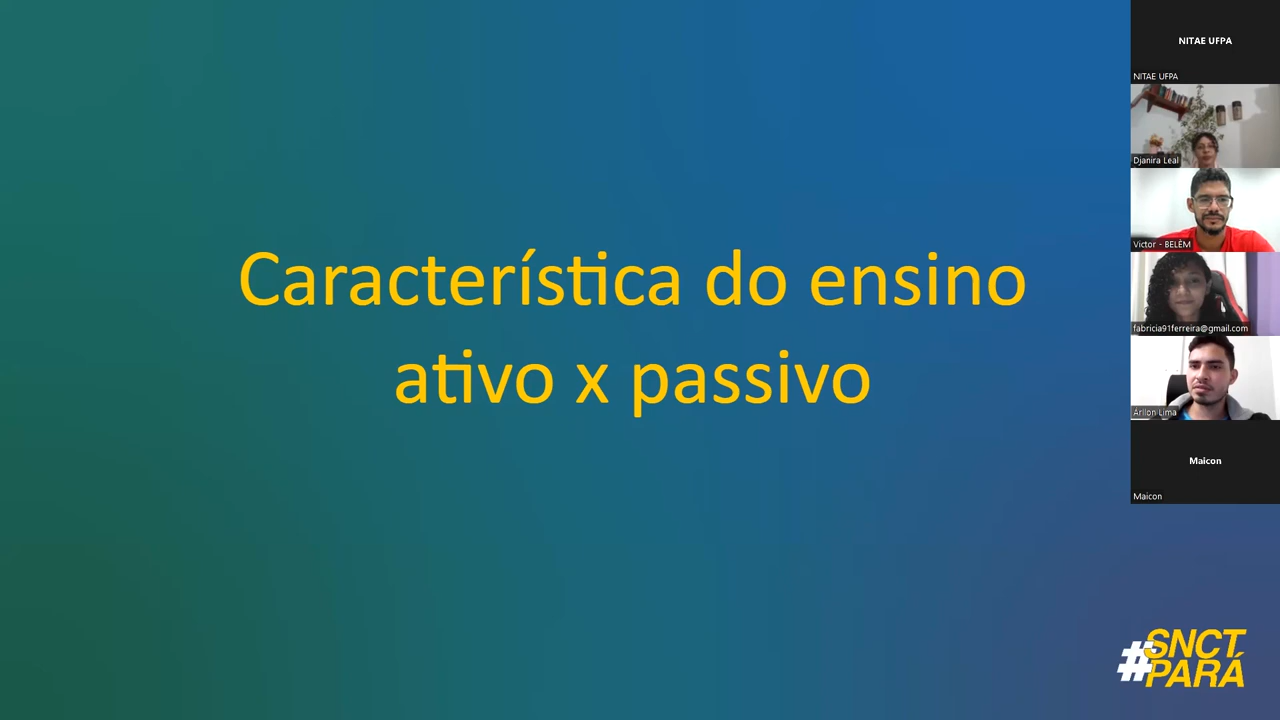 Característica do ensino
ativo x passivo
NITAE UFPA
NITAE UFPA
Djanira Leal
Victor - BELÉM
fabricia91ferreira@gmail.com
Árllon Lima
Maicon
Maicon
#SNCT
PARÁ